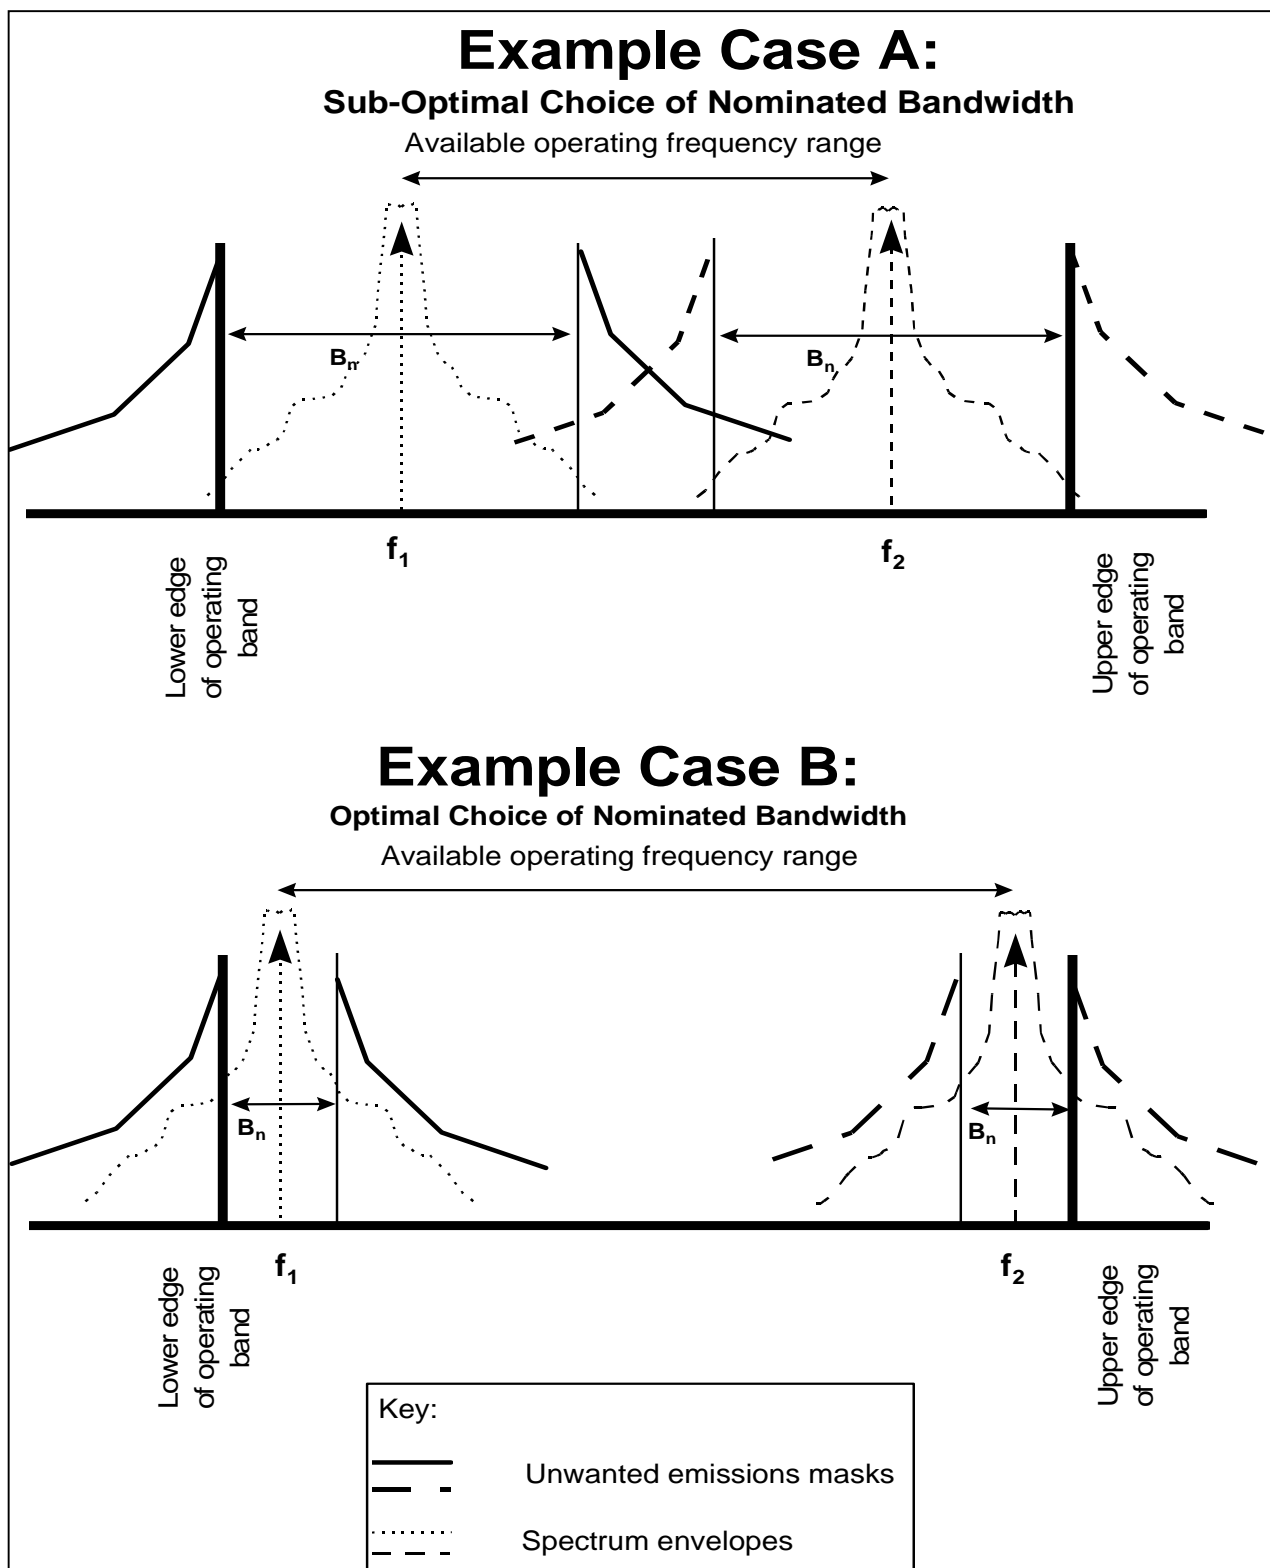 Example Case A:
Sub-Optimal Choice of Nominated Bandwidth
Available operating frequency range
Bn
Bn
f1
f2
Lower edge
of operating
band
Upper edge
of operating
band
Example Case B:
Optimal Choice of Nominated Bandwidth
Available operating frequency range
Bn
Bn
f1
f2
Lower edge
of operating
band
Upper edge
of operating
band
Key:
Unwanted emissions masks
Spectrum envelopes